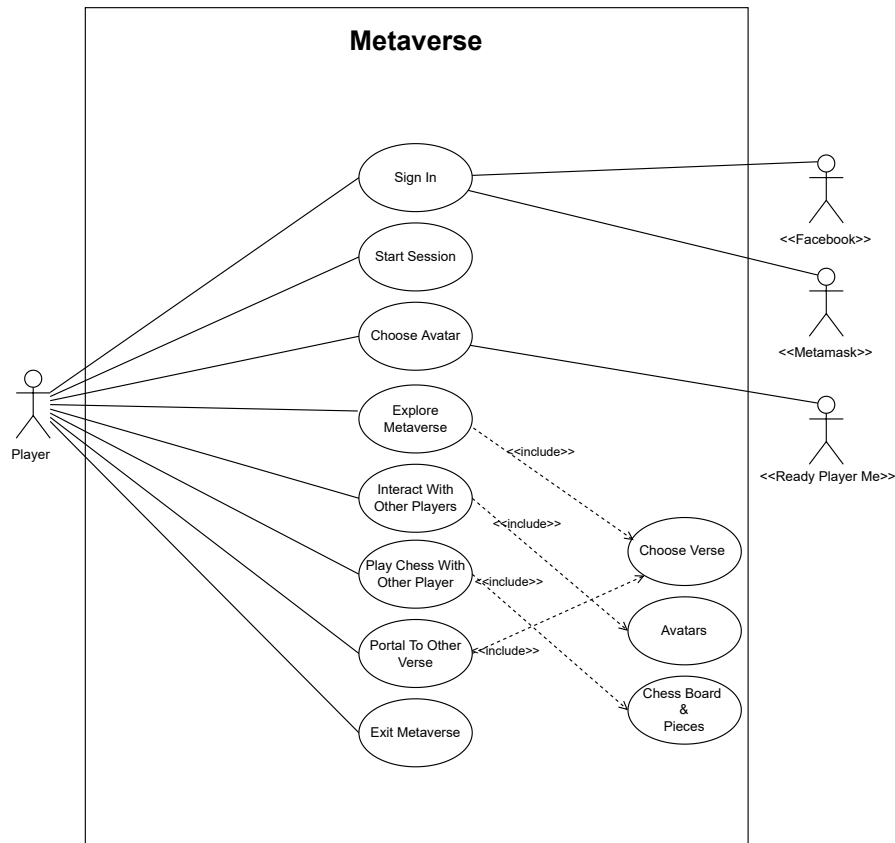 Metaverse
Sign In
<<Facebook>>
Start Session
<<Metamask>>
Choose Avatar
Player
Explore
Metaverse
<<include>>
<<Ready Player Me>>
Interact With
Other Players
<<include>>
Choose Verse
Play Chess With
Other Player
<<include>>
Avatars
Portal To Other
Verse
<<include>>
Chess Board
&
Pieces
Exit Metaverse